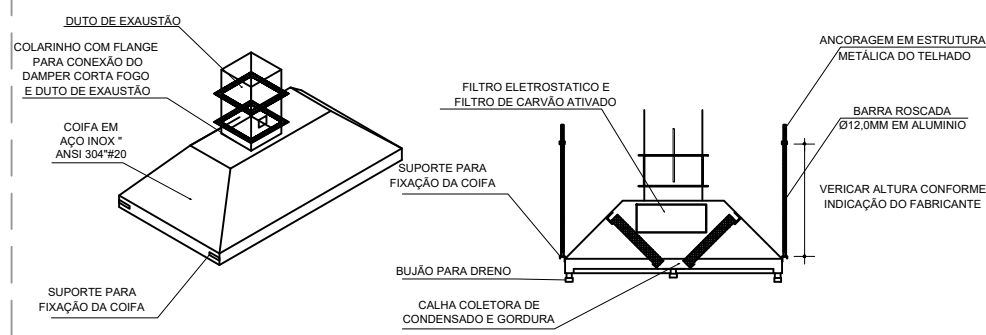 DUTO DE EXAUSTÃO
COLARINHO COM FLANGE
PARA CONEXÃO DO
DAMPER CORTA FOGO
E DUTO DE EXAUSTÃO
COIFA EM
AÇO INOX "
ANSI 304"#20
SUPORTE PARA
FIXAÇÃO DA COIFA
FILTRO ELETROSTATICO E
FILTRO DE CARVÃO ATIVADO
SUPORTE PARA
FIXAÇÃO DA COIFA
BUJÃO PARA DRENO
CALHA COLETORA DE
CONDENSADO E GORDURA
ANCORAGEM EM ESTRUTURA
METÁLICA DO TELHADO
BARRA ROSCADA
Ø12,0MM EM ALUMINIO
VERICAR ALTURA CONFORME
INDICAÇÃO DO FABRICANTE